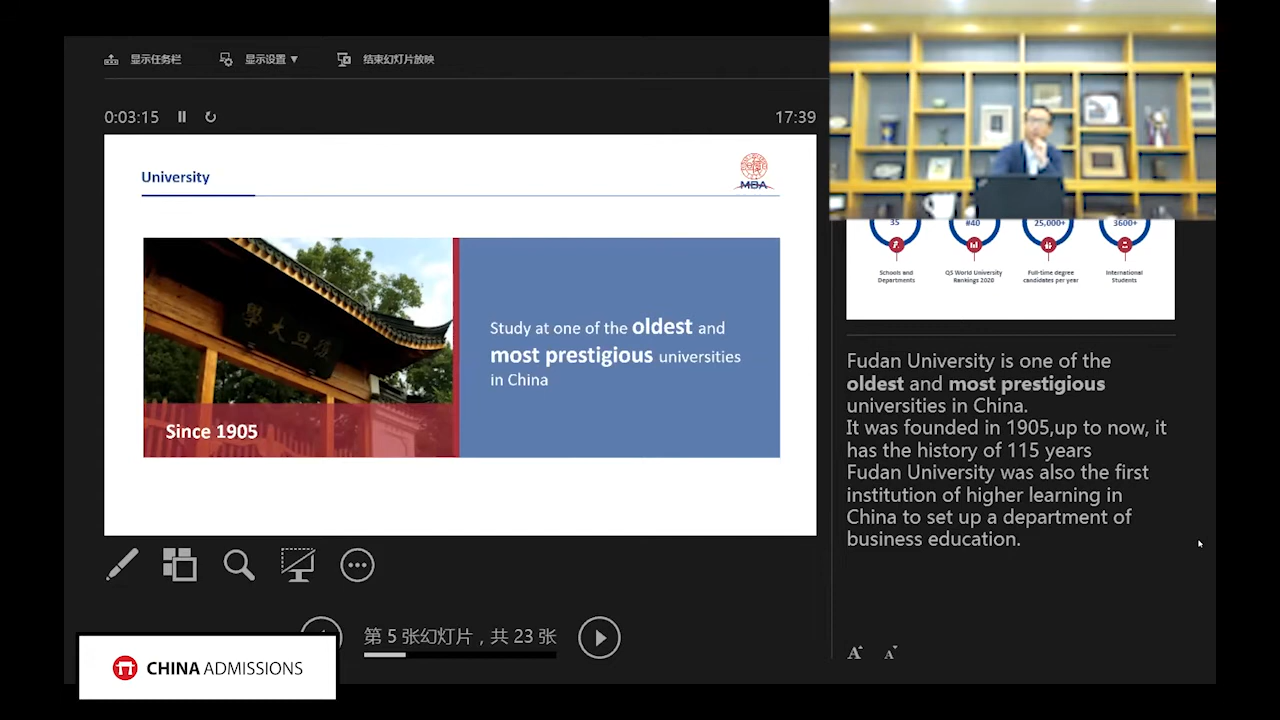 显示任务栏
显示设置 ▼
结束幻灯片放映
0:03:15
17:39
University
MBA
學大旦復
Since 1905
Study at one of the oldest and
most prestigious universities
in China
35
#40
25,000+
3600+
Schools and
Departments
QS World University
Rankings 2020
Full-time degree
candidates per year
International
Students
Fudan University is one of the
oldest and most prestigious
universities in China.
It was founded in 1905,up to now, it
has the history of 115 years
Fudan University was also the first
institution of higher learning in
China to set up a department of
business education.
第 5 张幻灯片，共 23 张
A
A
CHINA ADMISSIONS